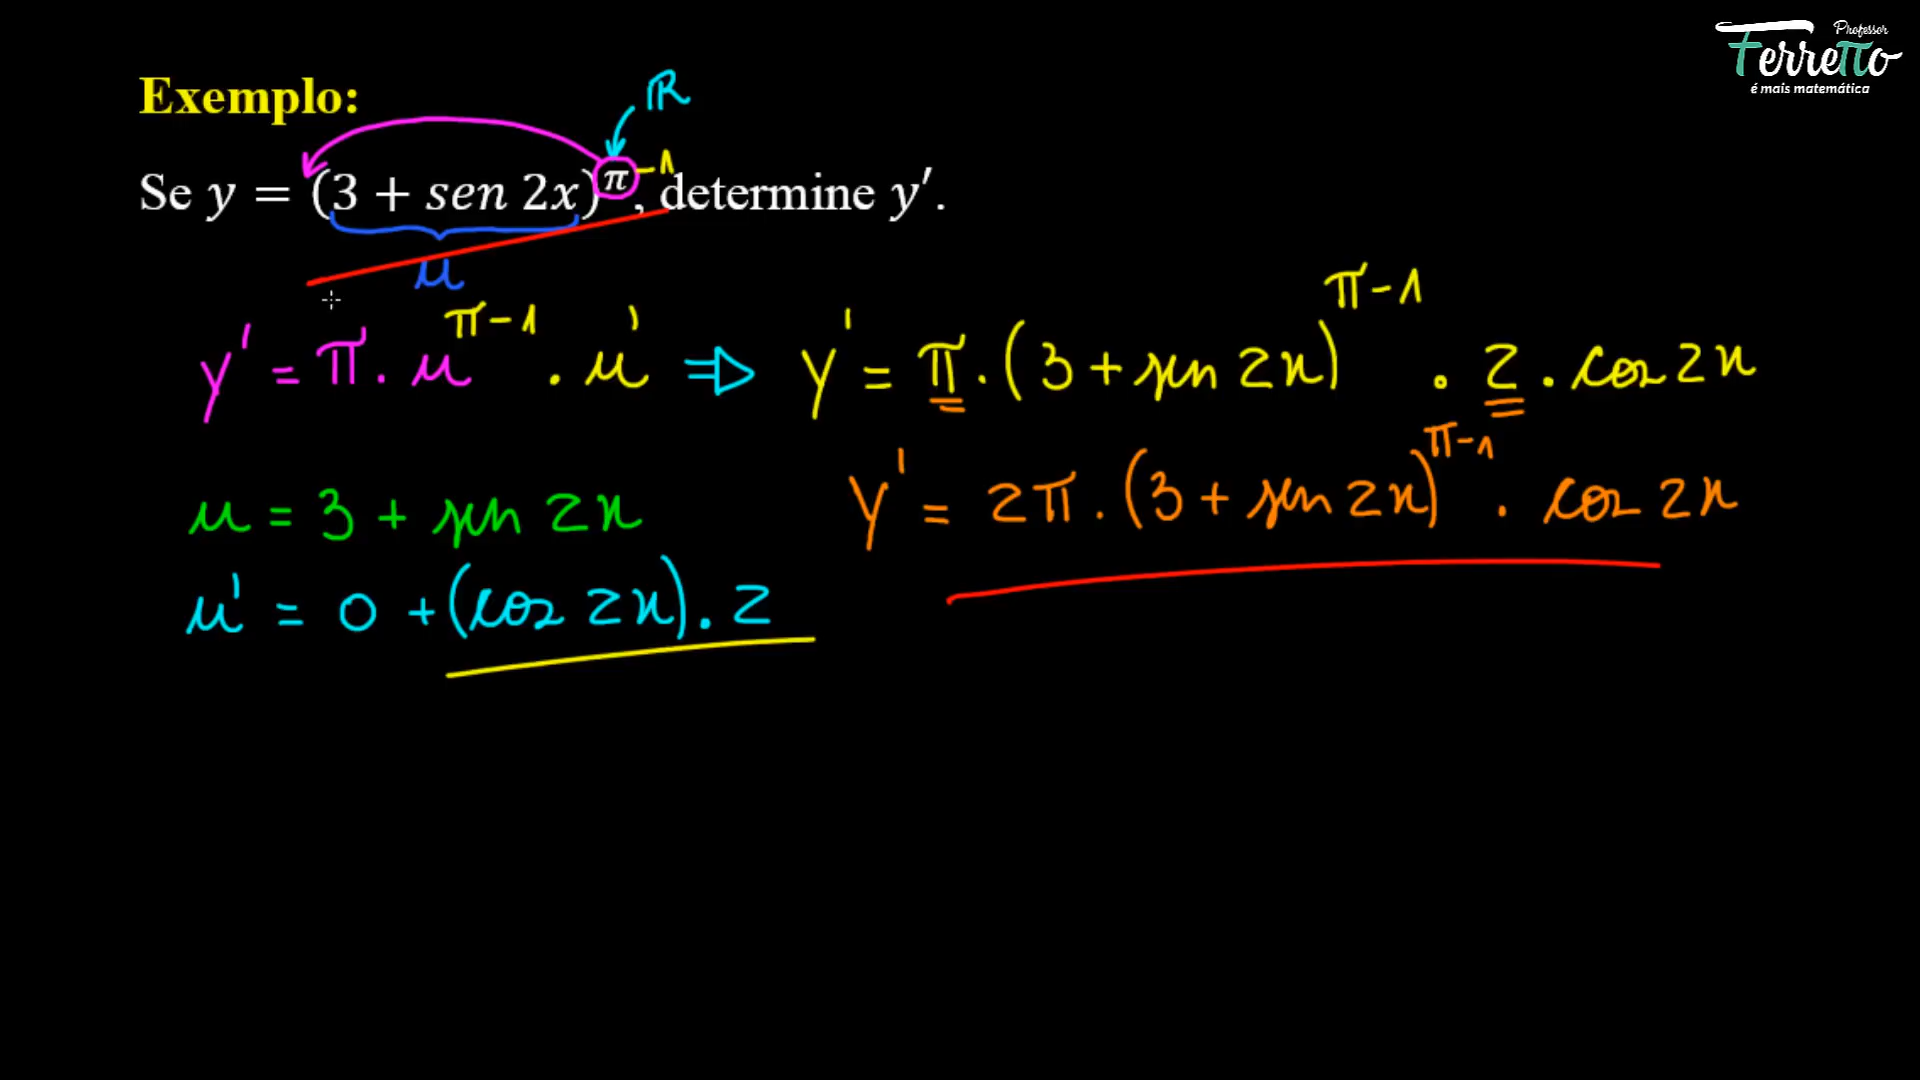 Professor
Ferretto
é mais matemática
Exemplo:
ℝ
Se y = (3 + sen 2x)^π, determine y′.
−1
u
y' = π · u^(π−1) · u' ⇒ y' = π · (3 + sen 2x)^(π−1) · 2 · cos 2x
u = 3 + sen 2x
y' = 2π · (3 + sen 2x)^(π−1) · cos 2x
u' = 0 + (cos 2x) · 2